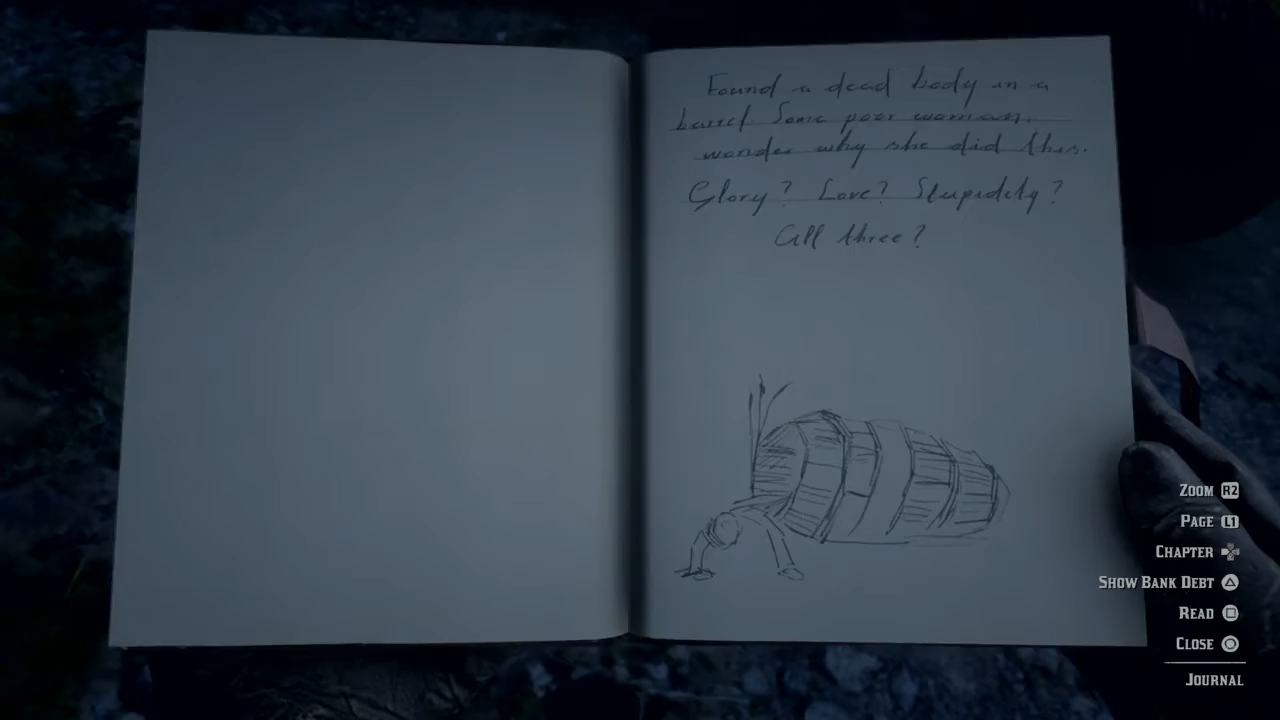 Found a dead body in a
barrel. Some poor woman.
wonder why she did this.
Glory? Love? Stupidity?
All three?
ZOOM R2
PAGE L1
CHAPTER
SHOW BANK DEBT
READ
CLOSE
JOURNAL